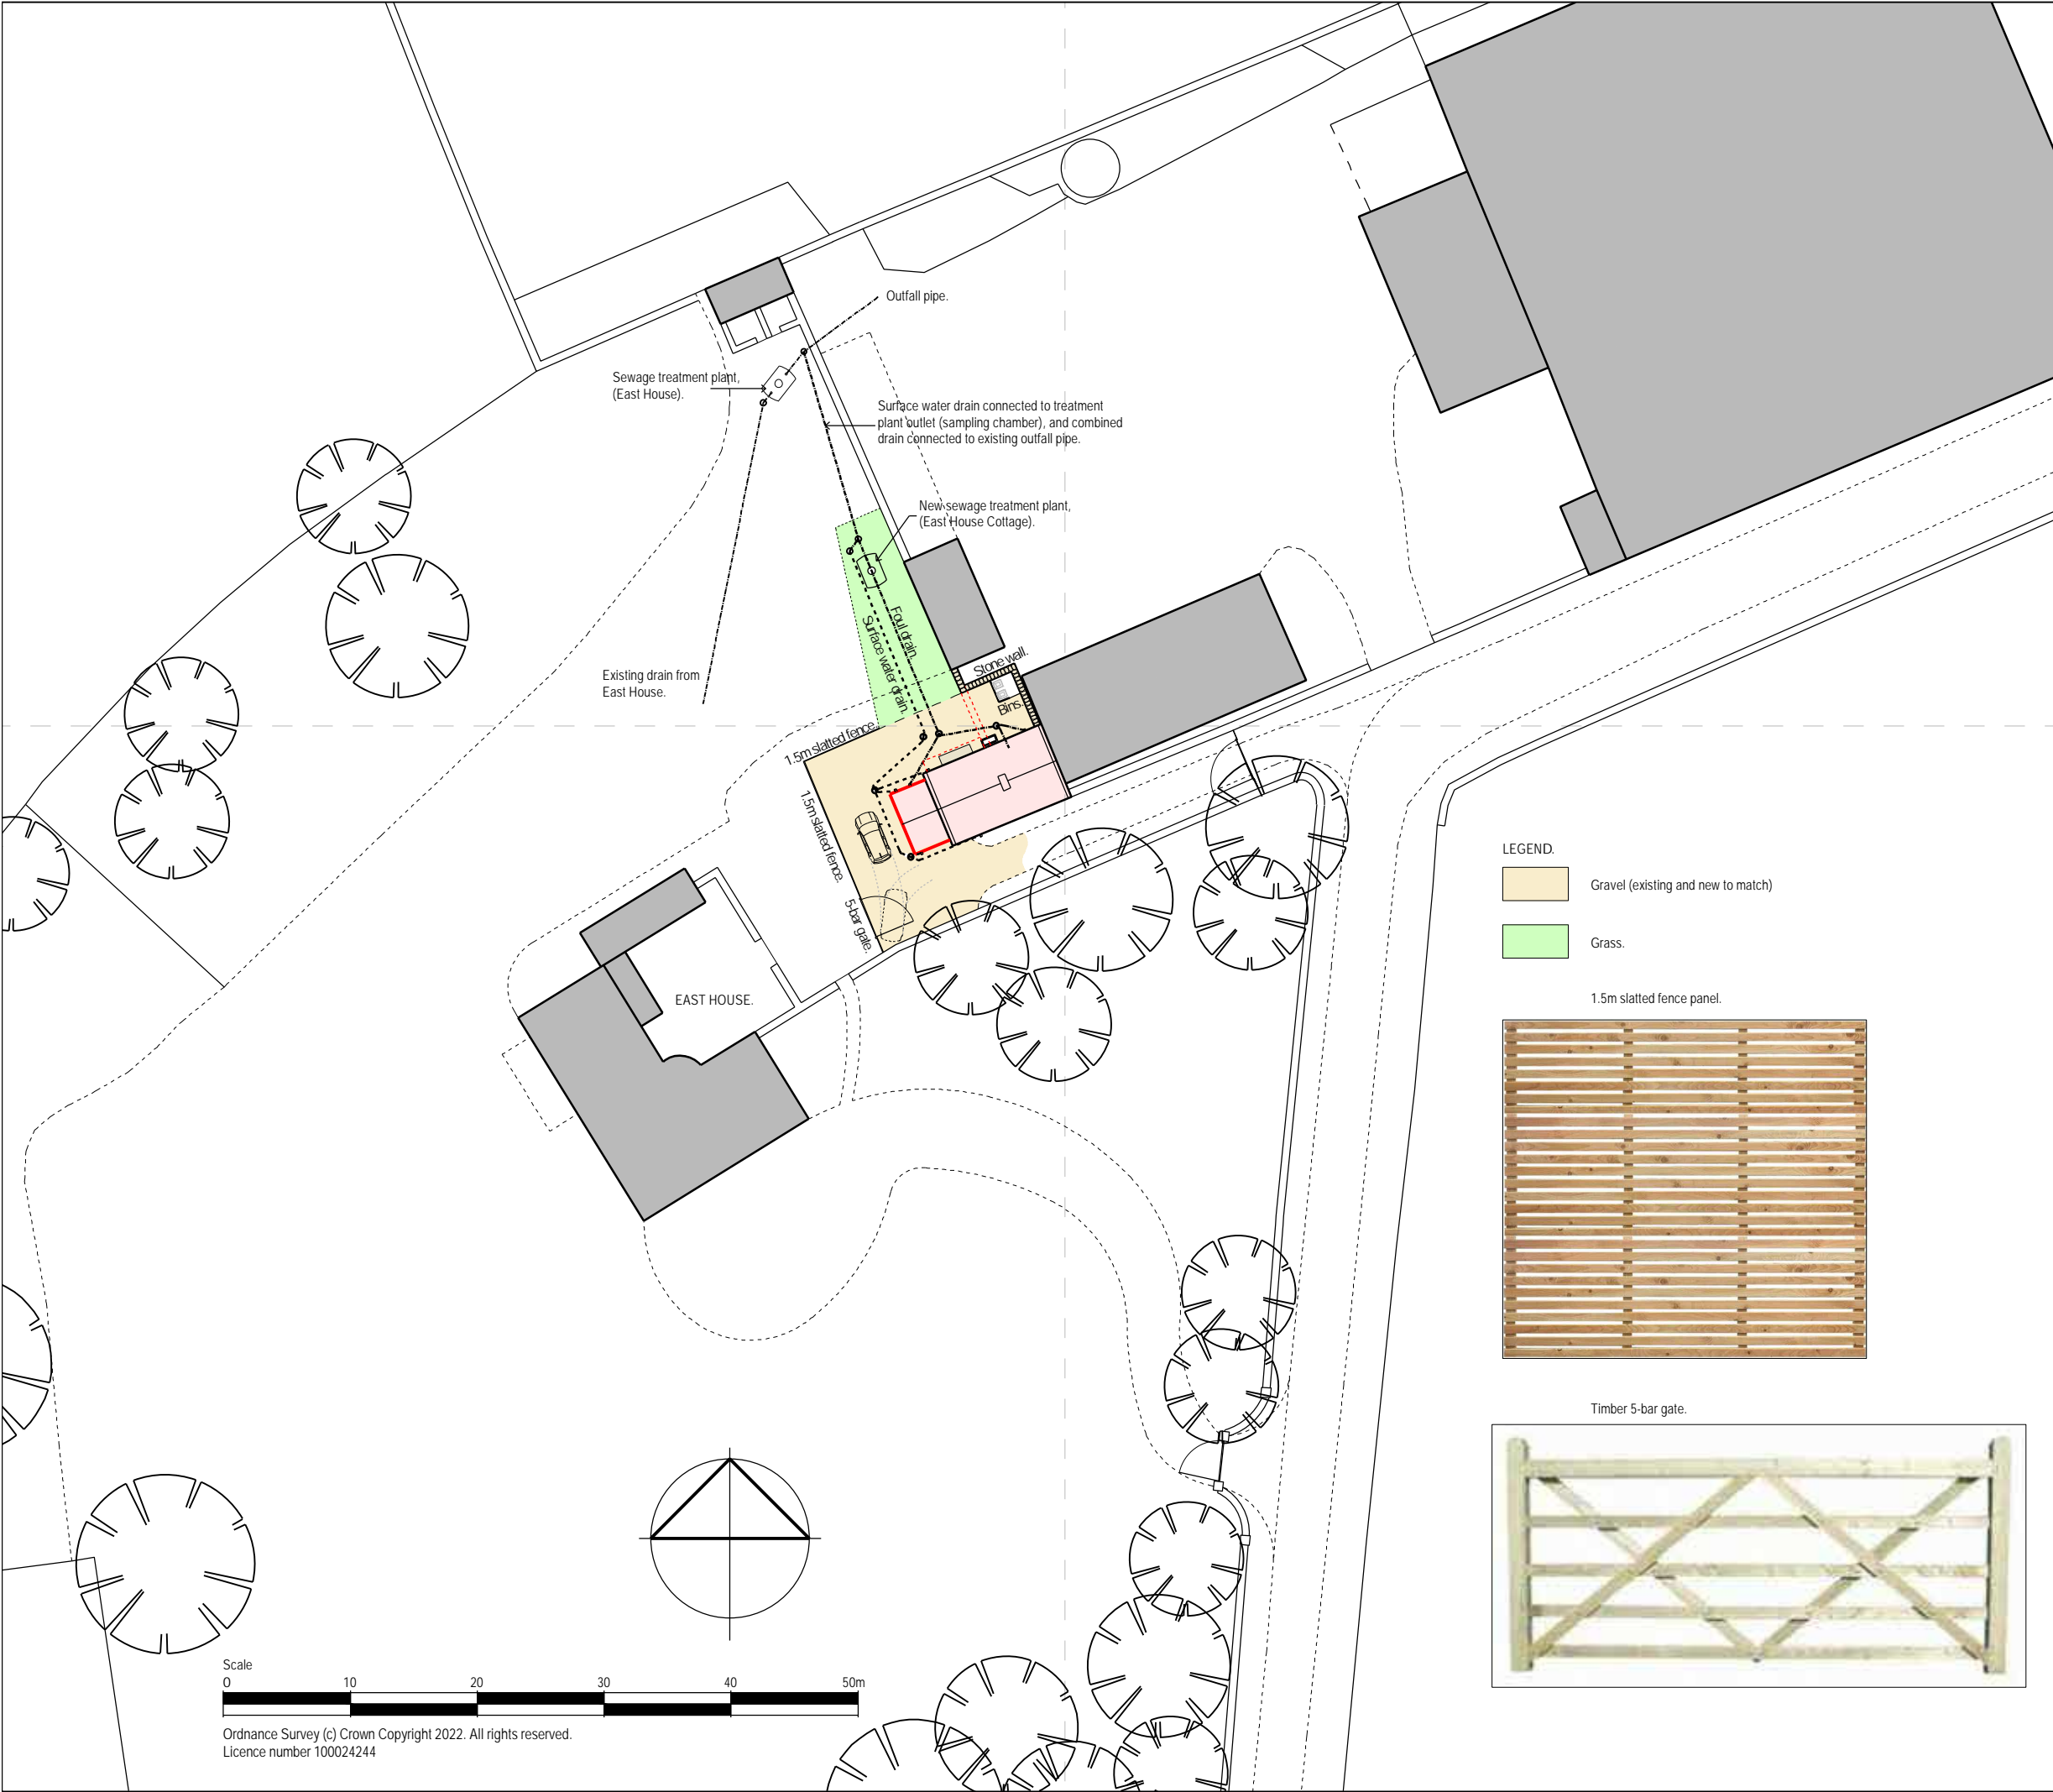 Outfall pipe.
Sewage treatment plant,
(East House).
Surface water drain connected to treatment
plant outlet (sampling chamber), and combined
drain connected to existing outfall pipe.
New sewage treatment plant,
(East House Cottage).
Foul drain.
Surface water drain.
Stone wall.
Bins.
Existing drain from
East House.
1.5m slatted fence.
1.5m slatted fence.
5-bar gate.
EAST HOUSE.
LEGEND.
Gravel (existing and new to match)
Grass.
1.5m slatted fence panel.
Timber 5-bar gate.
Scale
0 10 20 30 40 50m
Ordnance Survey (c) Crown Copyright 2022. All rights reserved.
Licence number 100024244